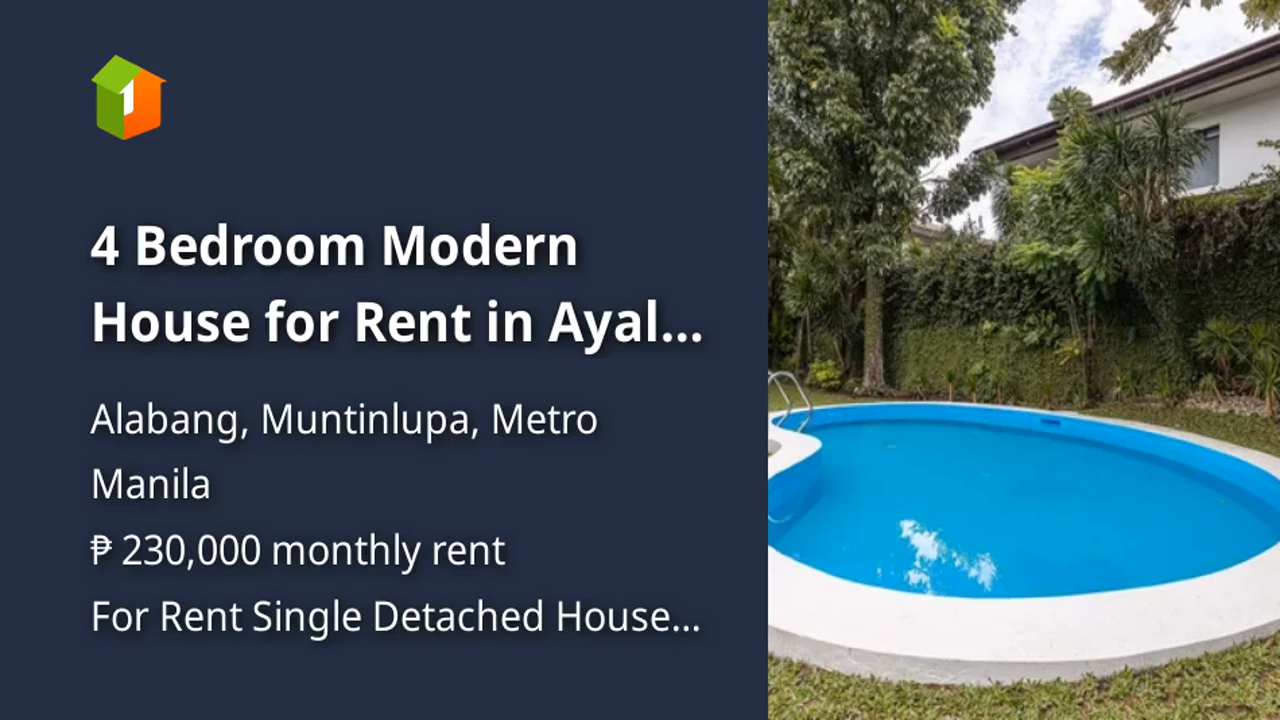 4 Bedroom Modern
House for Rent in Ayal...
Alabang, Muntinlupa, Metro
Manila
₱ 230,000 monthly rent
For Rent Single Detached House...